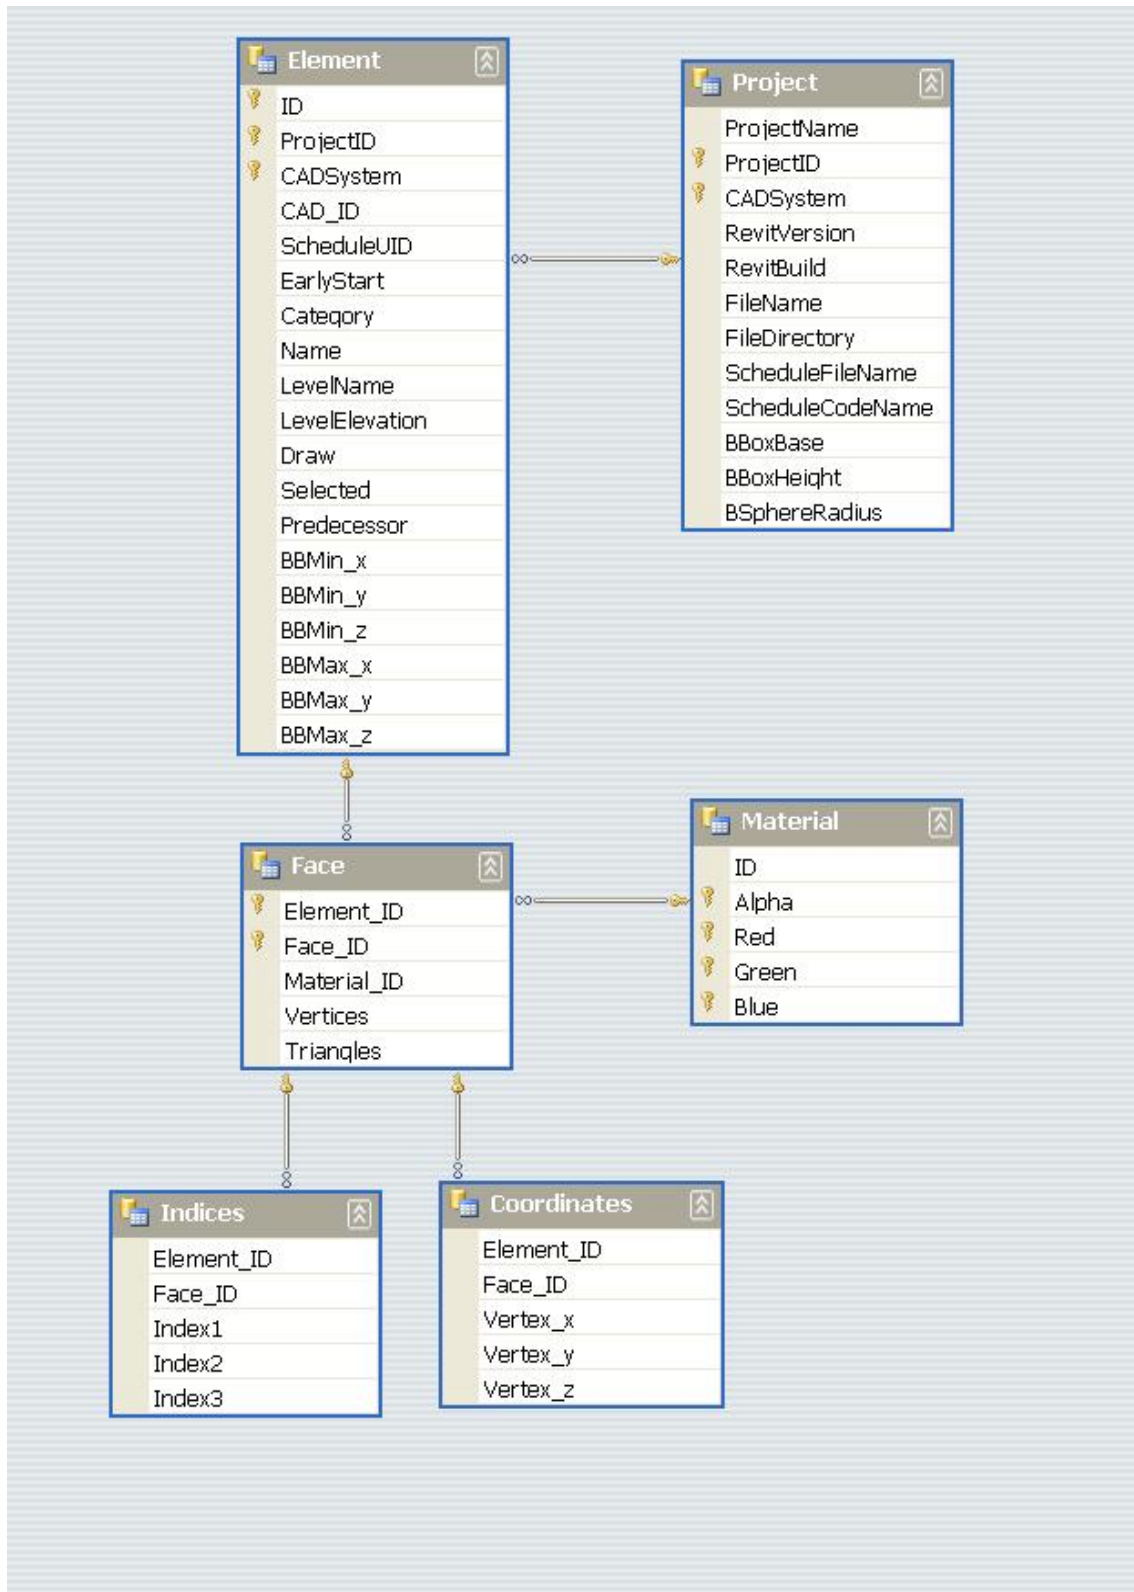 Element
ID
ProjectID
CADSystem
CAD_ID
ScheduleUID
EarlyStart
Category
Name
LevelName
LevelElevation
Draw
Selected
Predecessor
BBMin_x
BBMin_y
BBMin_z
BBMax_x
BBMax_y
BBMax_z
Project
ProjectName
ProjectID
CADSystem
RevitVersion
RevitBuild
FileName
FileDirectory
ScheduleFileName
ScheduleCodeName
BBoxBase
BBoxHeight
BSphereRadius
Face
Element_ID
Face_ID
Material_ID
Vertices
Triangles
Material
ID
Alpha
Red
Green
Blue
Indices
Element_ID
Face_ID
Index1
Index2
Index3
Coordinates
Element_ID
Face_ID
Vertex_x
Vertex_y
Vertex_z